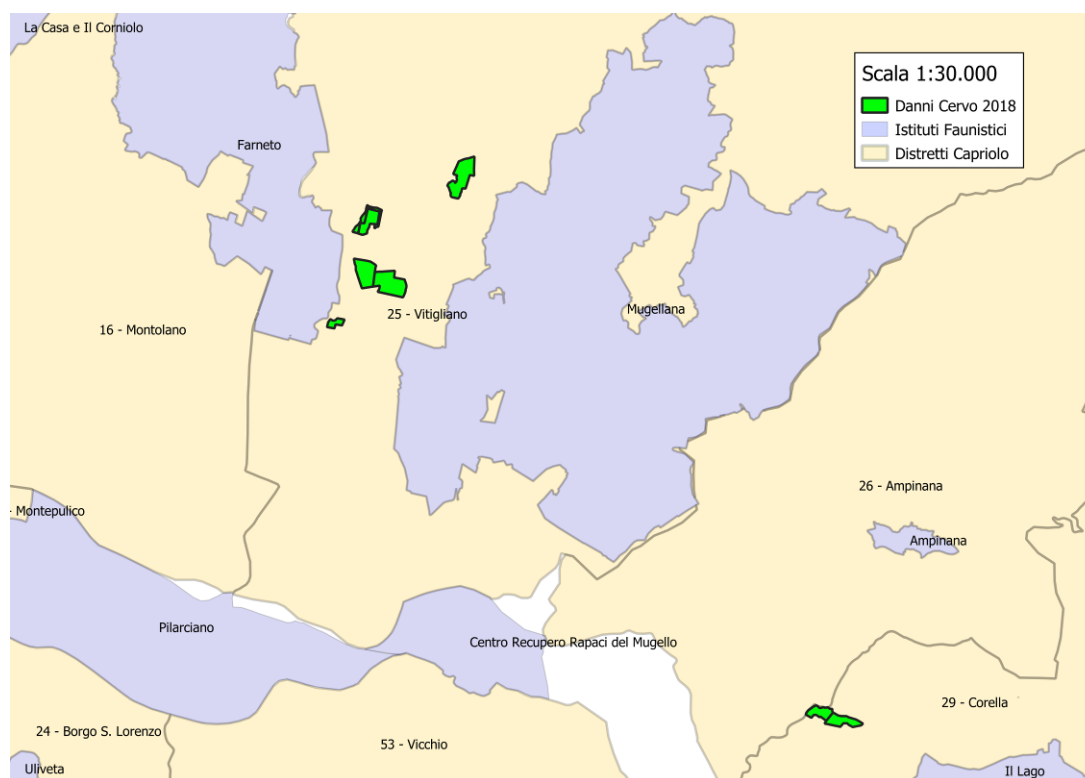 La Casa e Il Corniolo
Scala 1:30.000
Danni Cervo 2018
Istituti Faunistici
Distretti Capriolo
Farneto
Mugellana
16 - Montolano
25 - Vitigliano
26 - Ampinana
- Montepulico
Ampinana
Pilarciano
Centro Recupero Rapaci del Mugello
29 - Corella
24 - Borgo S. Lorenzo
53 - Vicchio
Uliveta
Il Lago